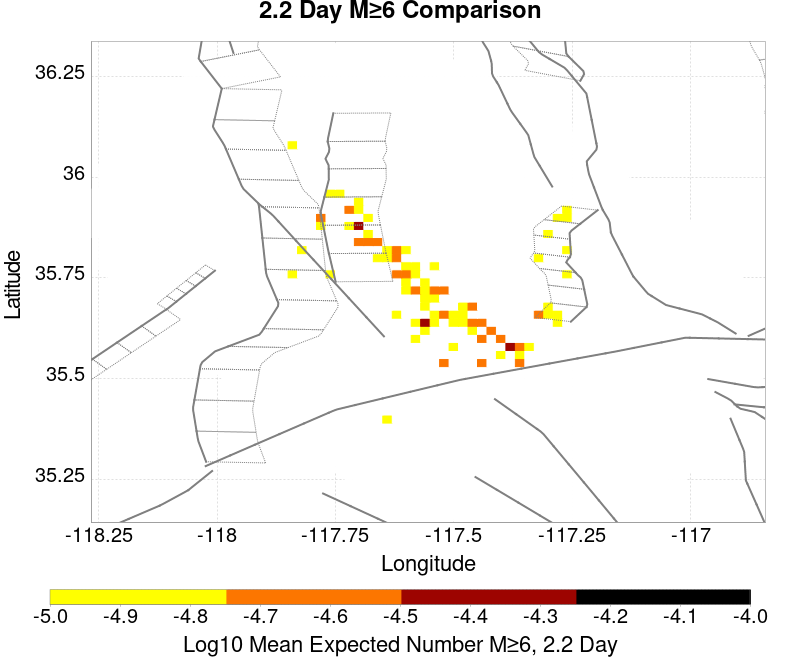 2.2 Day M≥6 Comparison
36.25
36
35.75
35.5
35.25
Latitude
-118.25 -118 -117.75 -117.5 -117.25 -117
Longitude
-5.0 -4.9 -4.8 -4.7 -4.6 -4.5 -4.4 -4.3 -4.2 -4.1 -4.0
Log10 Mean Expected Number M≥6, 2.2 Day